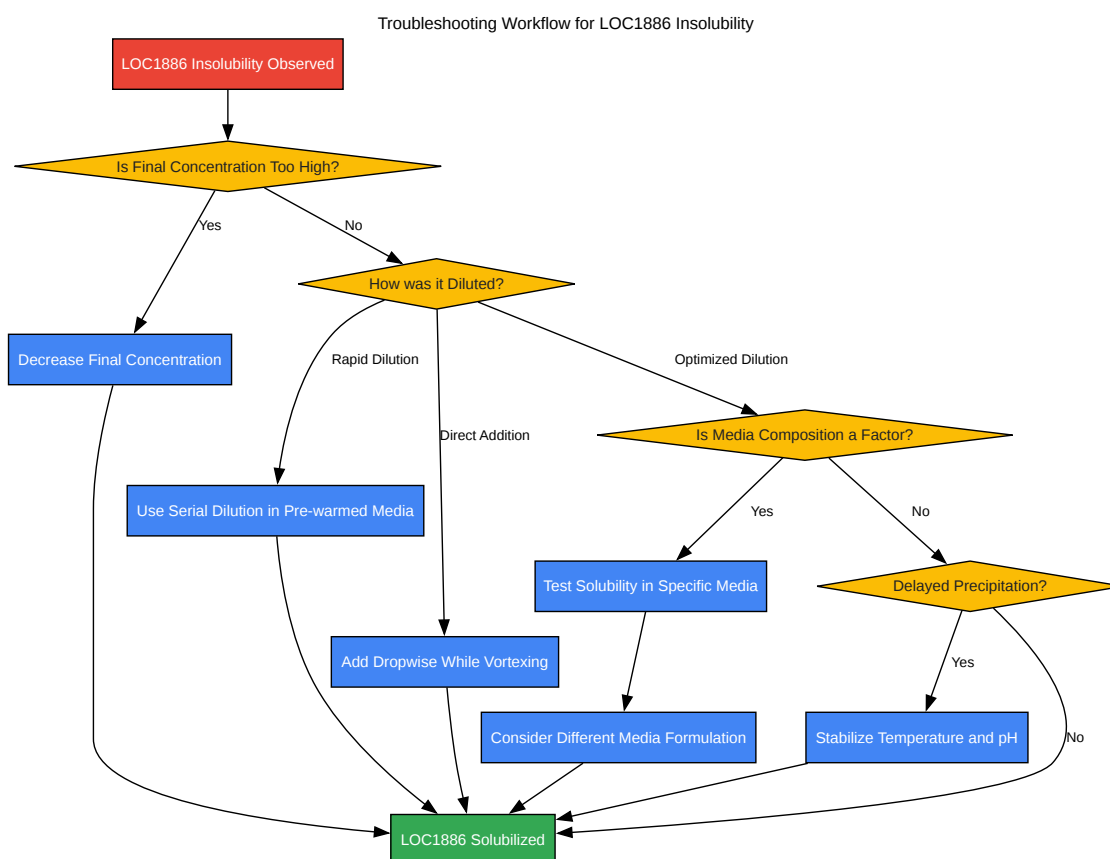 Troubleshooting Workflow for LOC1886 Insolubility
LOC1886 Insolubility Observed
Is Final Concentration Too High?
Yes
No
How was it Diluted?
Decrease Final Concentration
Rapid Dilution
Optimized Dilution
Direct Addition
Is Media Composition a Factor?
Use Serial Dilution in Pre-warmed Media
Yes
No
Test Solubility in Specific Media
Delayed Precipitation?
Add Dropwise While Vortexing
Yes
Consider Different Media Formulation
Stabilize Temperature and pH
No
LOC1886 Solubilized